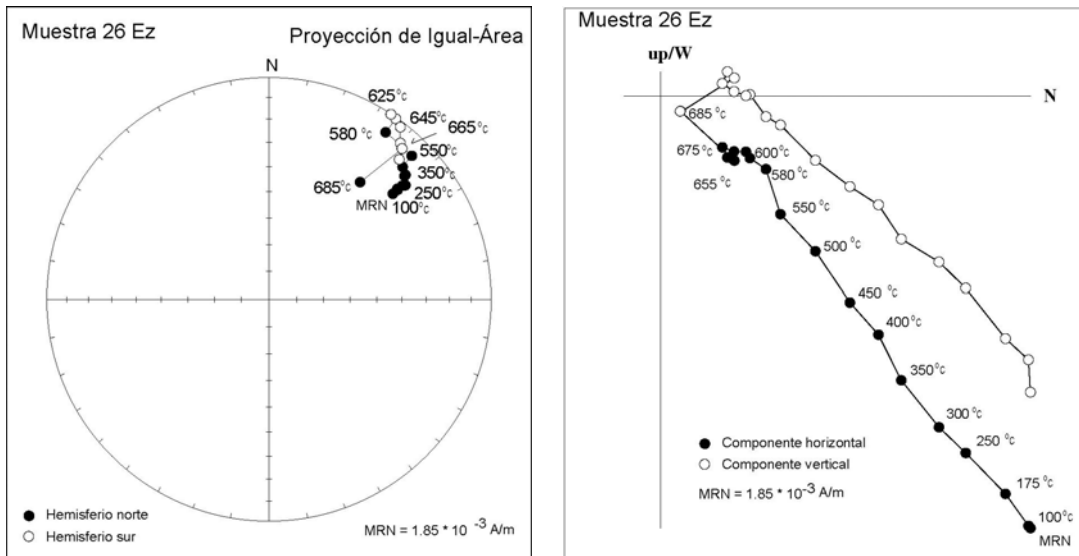 Muestra 26 Ez
Proyección de Igual-Área
N
625°c
645°c
580 °c
665°c
550°c
350°c
685°c
250°c
MRN 100°c
Hemisferio norte
Hemisferio sur
MRN = 1.85 * 10 -3 A/m
Muestra 26 Ez
up/W
N
685°c
675°c
600°c
655 °c
580°c
550 °c
500 °c
450 °c
400°c
350°c
300°c
250 °c
175°c
100°c
MRN
Componente horizontal
Componente vertical
MRN = 1.85 * 10 -3 A/m